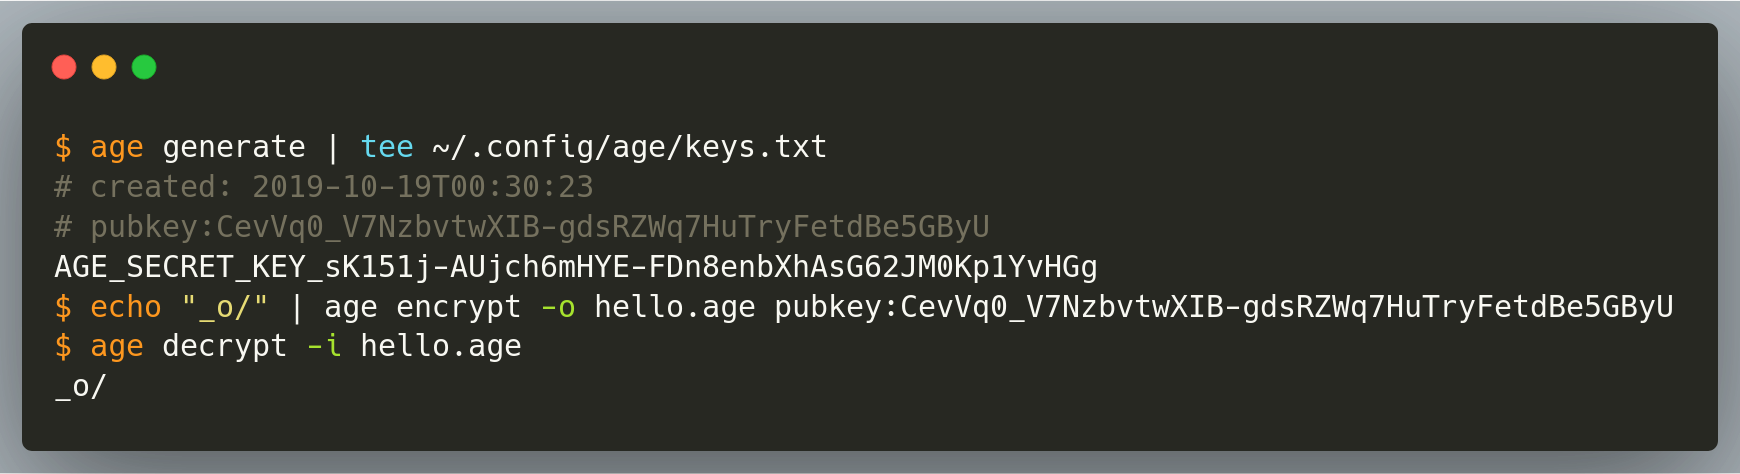 $ age generate | tee ~/.config/age/keys.txt
# created: 2019-10-19T00:30:23
# pubkey:CevVq0_V7NzbvtwXIB-gdsRZWq7HuTryFetdBe5GByU
AGE_SECRET_KEY_sK151j-AUjch6mHYE-FDn8enbXhAsG62JM0Kp1YvHGg
$ echo "_o/" | age encrypt -o hello.age pubkey:CevVq0_V7NzbvtwXIB-gdsRZWq7HuTryFetdBe5GByU
$ age decrypt -i hello.age
_o/